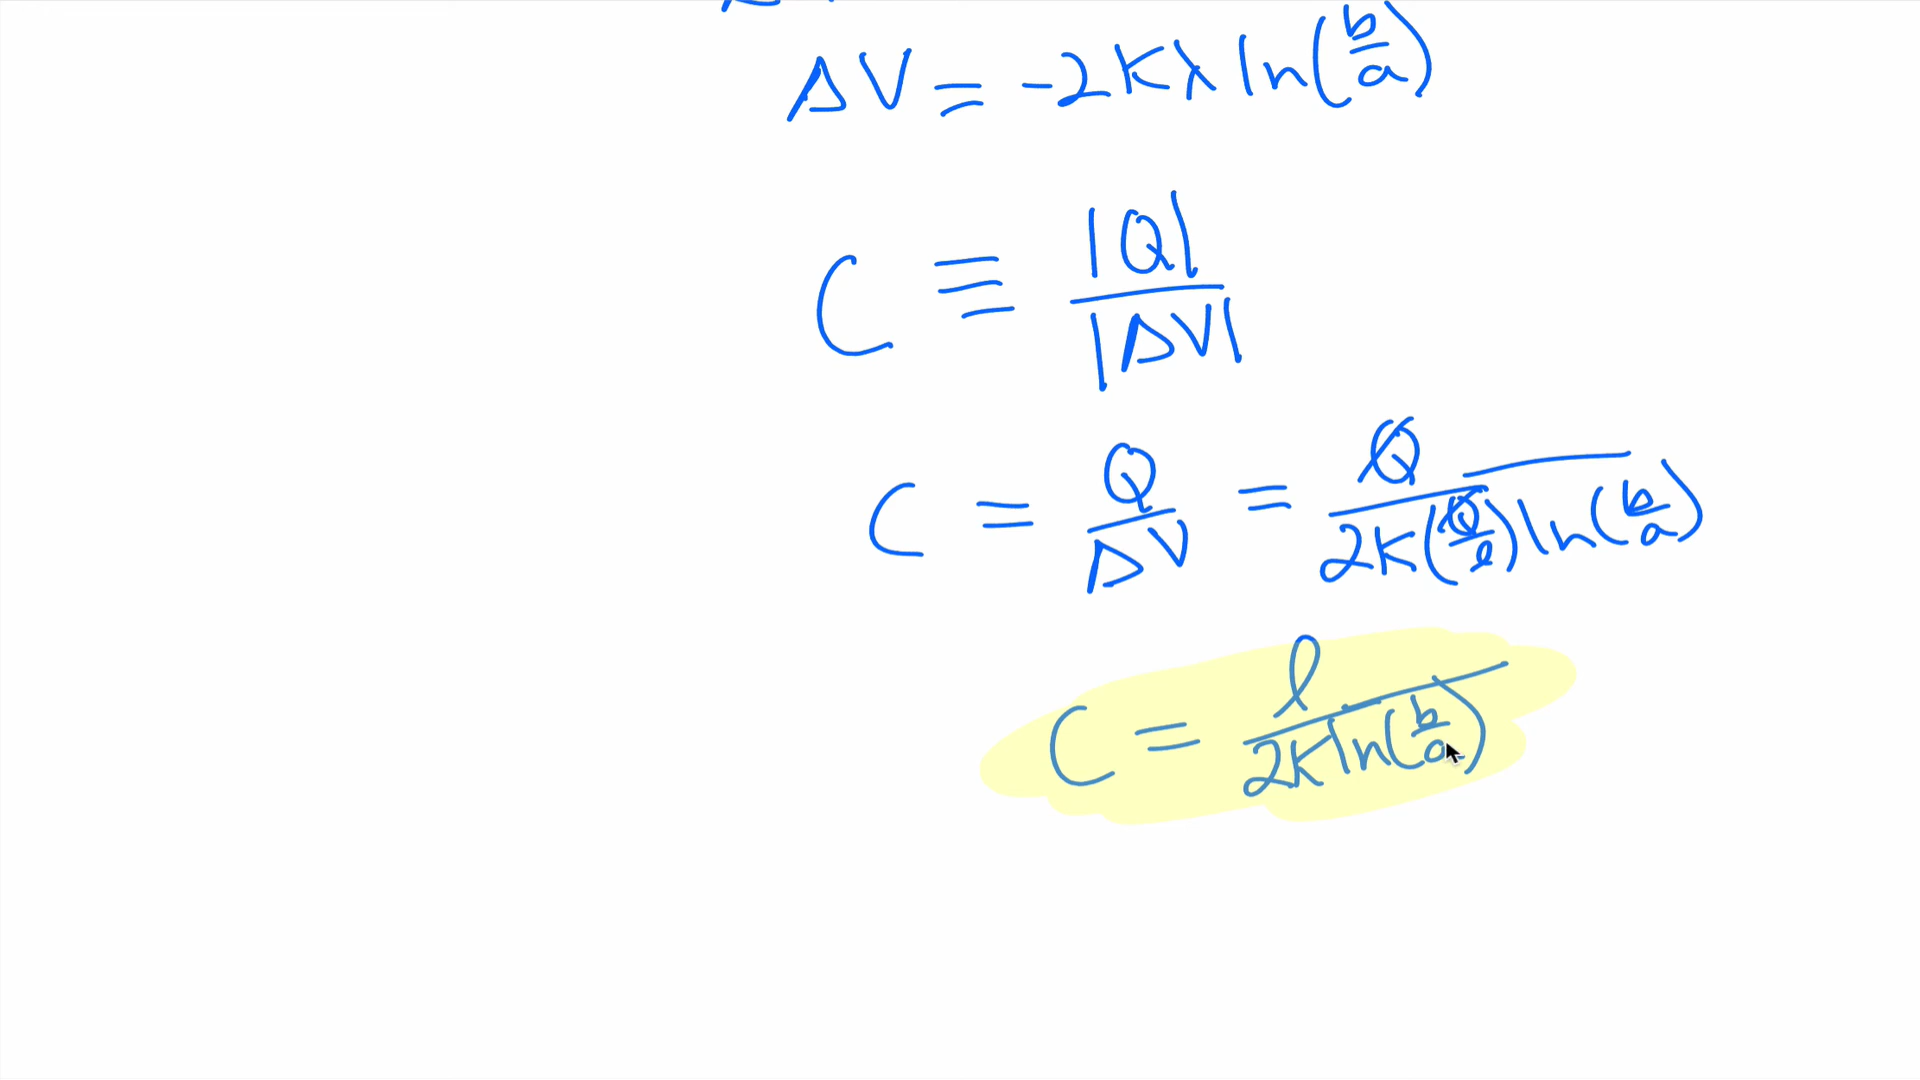 ΔV = -2Kλ ln(b/a)
C ≡ |Q|/|ΔV|
C = Q/ΔV = Q/(2K(Q/l) ln(b/a))
C = l/(2K ln(b/a))